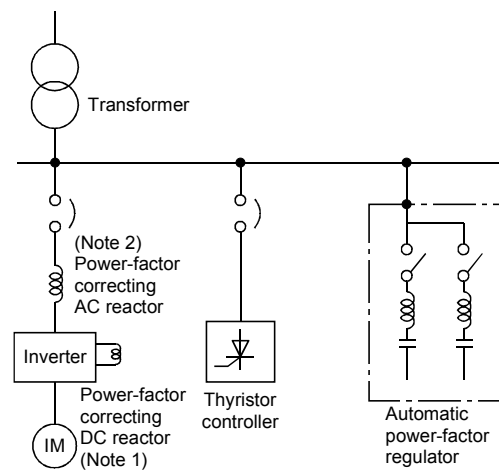 Transformer
(Note 2)
Power-factor
correcting
AC reactor
Inverter
Power-factor
correcting
DC reactor
(Note 1)
IM
Thyristor
controller
Automatic
power-factor
regulator